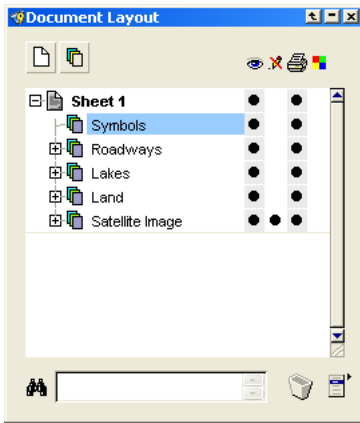 Document Layout
Sheet 1
Symbols
Roadways
Lakes
Land
Satellite Image